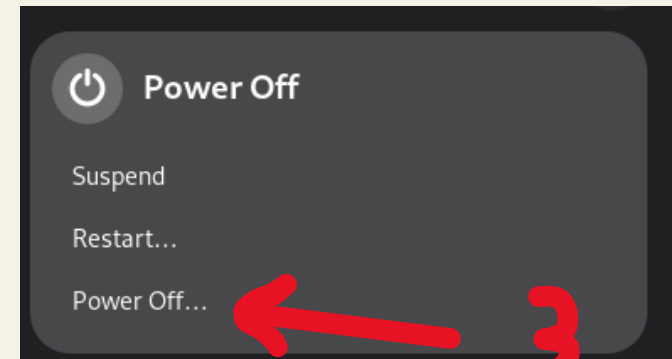 Power Off
Suspend
Restart...
Power Off...
3